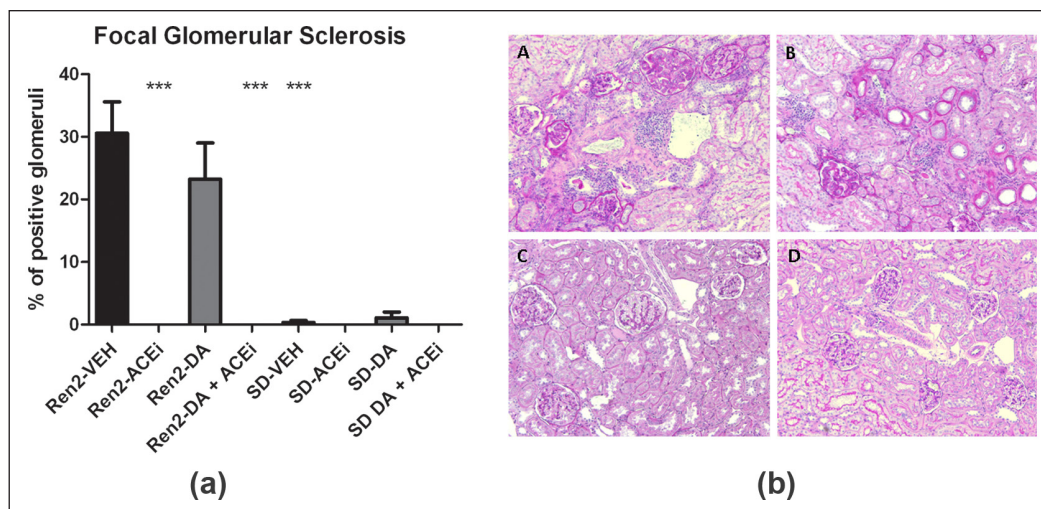 Focal Glomerular Sclerosis
% of positive glomeruli
40
30
20
10
0
***
***
***
Ren2-VEH
Ren2-ACEi
Ren2-DA
Ren2-DA + ACEi
SD-VEH
SD-ACEi
SD-DA
SD DA + ACEi
(a)
A
B
C
D
(b)